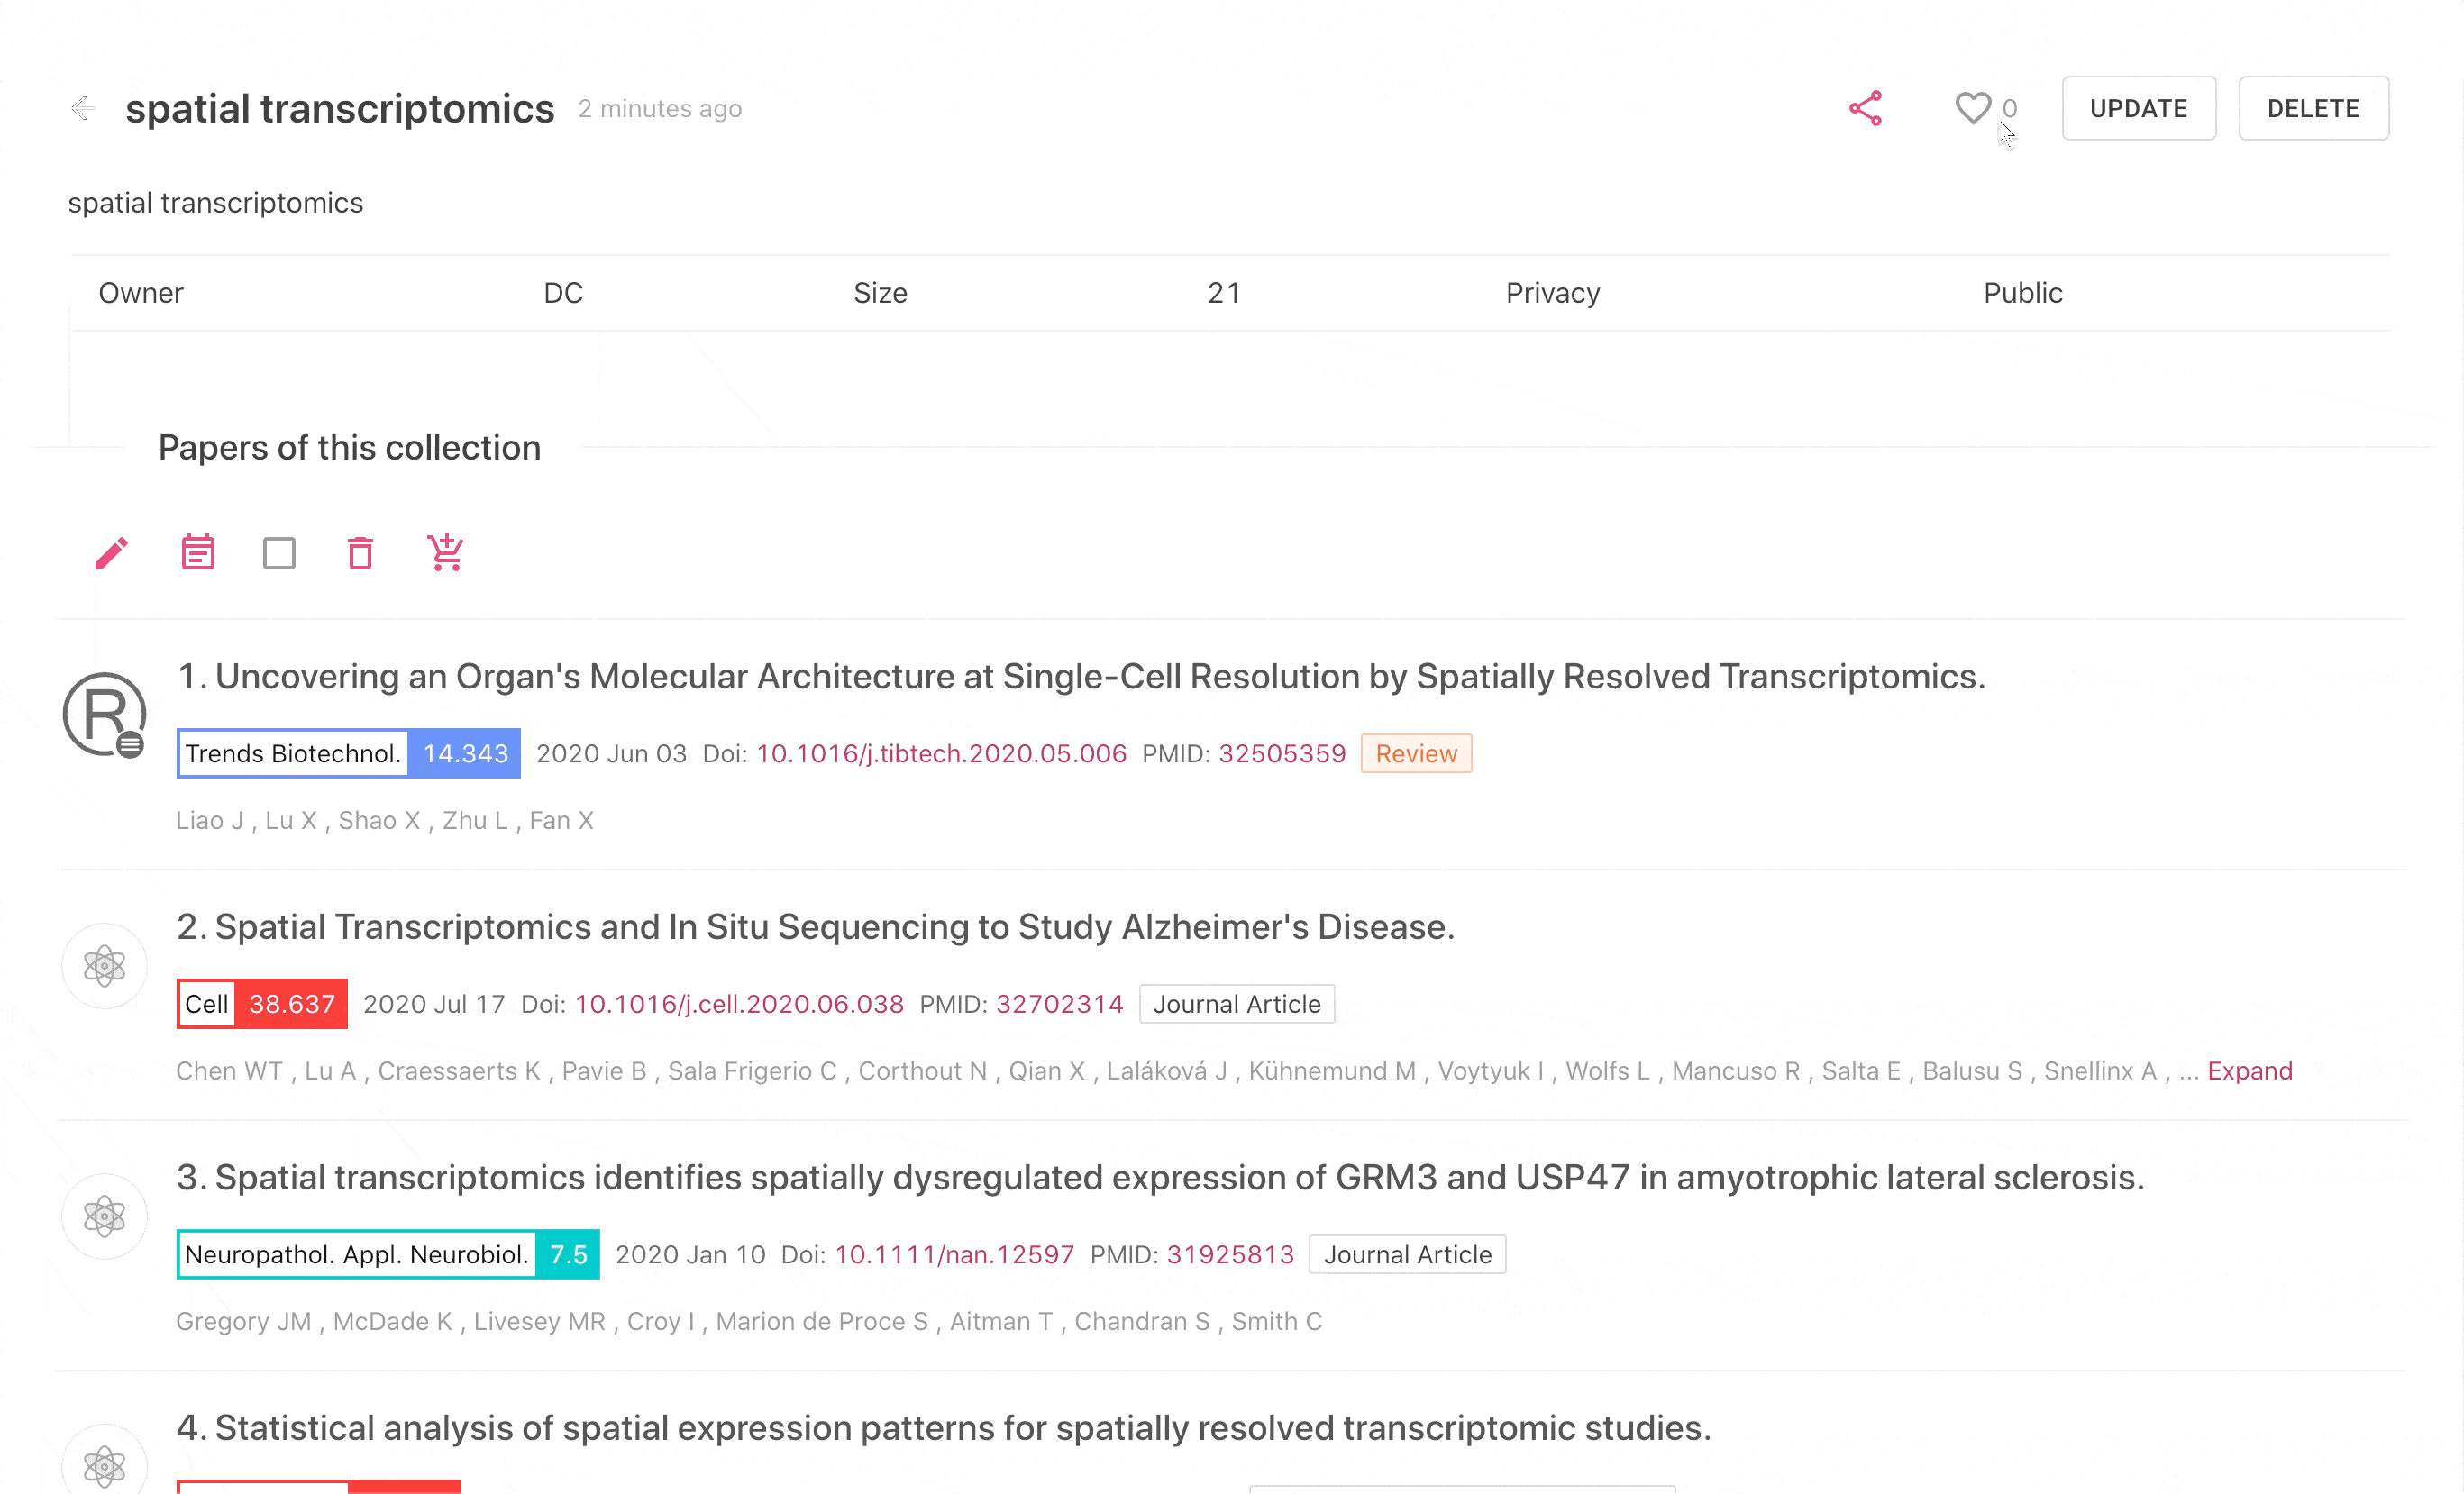 spatial transcriptomics 2 minutes ago 0 UPDATE DELETE
spatial transcriptomics
Owner DC Size 21 Privacy Public
Papers of this collection
R 1. Uncovering an Organ's Molecular Architecture at Single-Cell Resolution by Spatially Resolved Transcriptomics.
Trends Biotechnol. 14.343 2020 Jun 03 Doi: 10.1016/j.tibtech.2020.05.006 PMID: 32505359 Review
Liao J , Lu X , Shao X , Zhu L , Fan X
2. Spatial Transcriptomics and In Situ Sequencing to Study Alzheimer's Disease.
Cell 38.637 2020 Jul 17 Doi: 10.1016/j.cell.2020.06.038 PMID: 32702314 Journal Article
Chen WT , Lu A , Craessaerts K , Pavie B , Sala Frigerio C , Corthout N , Qian X , Laláková J , Kühnemund M , Voytyuk I , Wolfs L , Mancuso R , Salta E , Balusu S , Snellinx A , ... Expand
3. Spatial transcriptomics identifies spatially dysregulated expression of GRM3 and USP47 in amyotrophic lateral sclerosis.
Neuropathol. Appl. Neurobiol. 7.5 2020 Jan 10 Doi: 10.1111/nan.12597 PMID: 31925813 Journal Article
Gregory JM , McDade K , Livesey MR , Croy I , Marion de Proce S , Aitman T , Chandran S , Smith C
4. Statistical analysis of spatial expression patterns for spatially resolved transcriptomic studies.